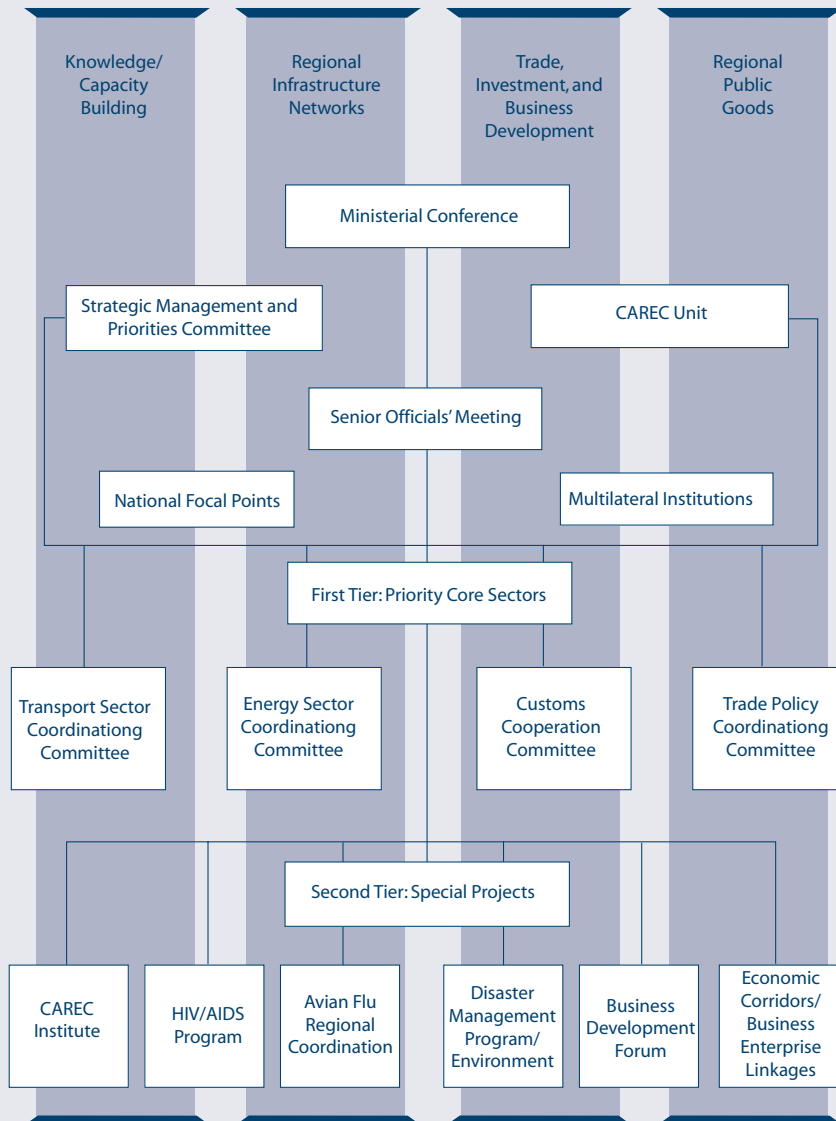 Knowledge/
Capacity
Building
Regional
Infrastructure
Networks
Trade,
Investment, and
Business
Development
Regional
Public
Goods
Ministerial Conference
Strategic Management and
Priorities Committee
CAREC Unit
Senior Officials' Meeting
National Focal Points
Multilateral Institutions
First Tier: Priority Core Sectors
Transport Sector
Coordinationg
Committee
Energy Sector
Coordinationg
Committee
Customs
Cooperation
Committee
Trade Policy
Coordinationg
Committee
Second Tier: Special Projects
CAREC
Institute
HIV/AIDS
Program
Avian Flu
Regional
Coordination
Disaster
Management
Program/
Environment
Business
Development
Forum
Economic
Corridors/
Business
Enterprise
Linkages